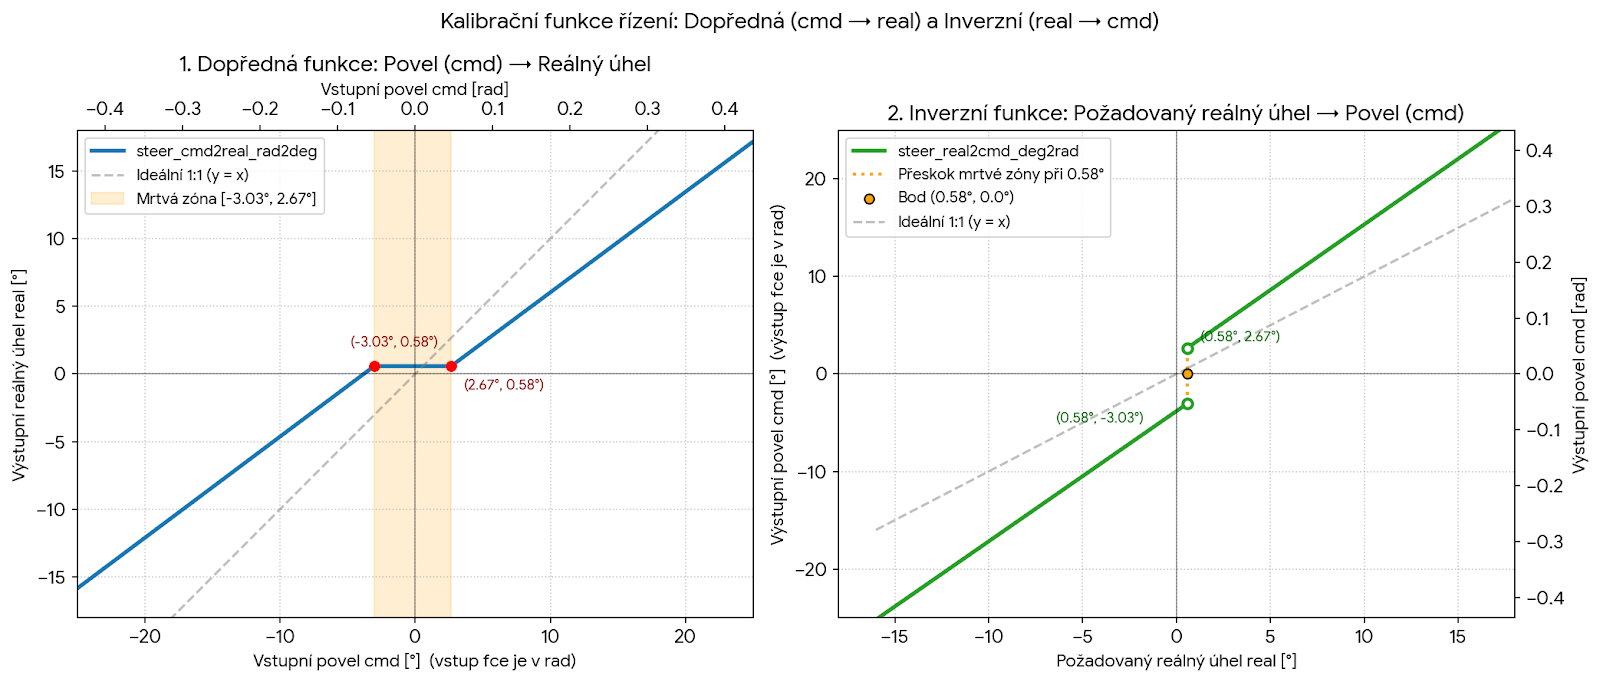 Kalibrační funkce řízení: Dopředná (cmd → real) a Inverzní (real → cmd)
1. Dopředná funkce: Povel (cmd) → Reálný úhel
Vstupní povel cmd [rad]
−0.4 −0.3 −0.2 −0.1 0.0 0.1 0.2 0.3 0.4
steer_cmd2real_rad2deg
Ideální 1:1 (y = x)
Mrtvá zóna [-3.03°, 2.67°]
15
10
5
0
−5
−10
−15
Výstupní reálný úhel real [°]
(-3.03°, 0.58°)
(2.67°, 0.58°)
−20 −10 0 10 20
Vstupní povel cmd [°]  (vstup fce je v rad)
2. Inverzní funkce: Požadovaný reálný úhel → Povel (cmd)
steer_real2cmd_deg2rad
Přeskok mrtvé zóny při 0.58°
Bod (0.58°, 0.0°)
Ideální 1:1 (y = x)
20
10
0
−10
−20
Výstupní povel cmd [°]  (výstup fce je v rad)
(0.58°, 2.67°)
(0.58°, -3.03°)
0.4
0.3
0.2
0.1
0.0
−0.1
−0.2
−0.3
−0.4
Výstupní povel cmd [rad]
−15 −10 −5 0 5 10 15
Požadovaný reálný úhel real [°]